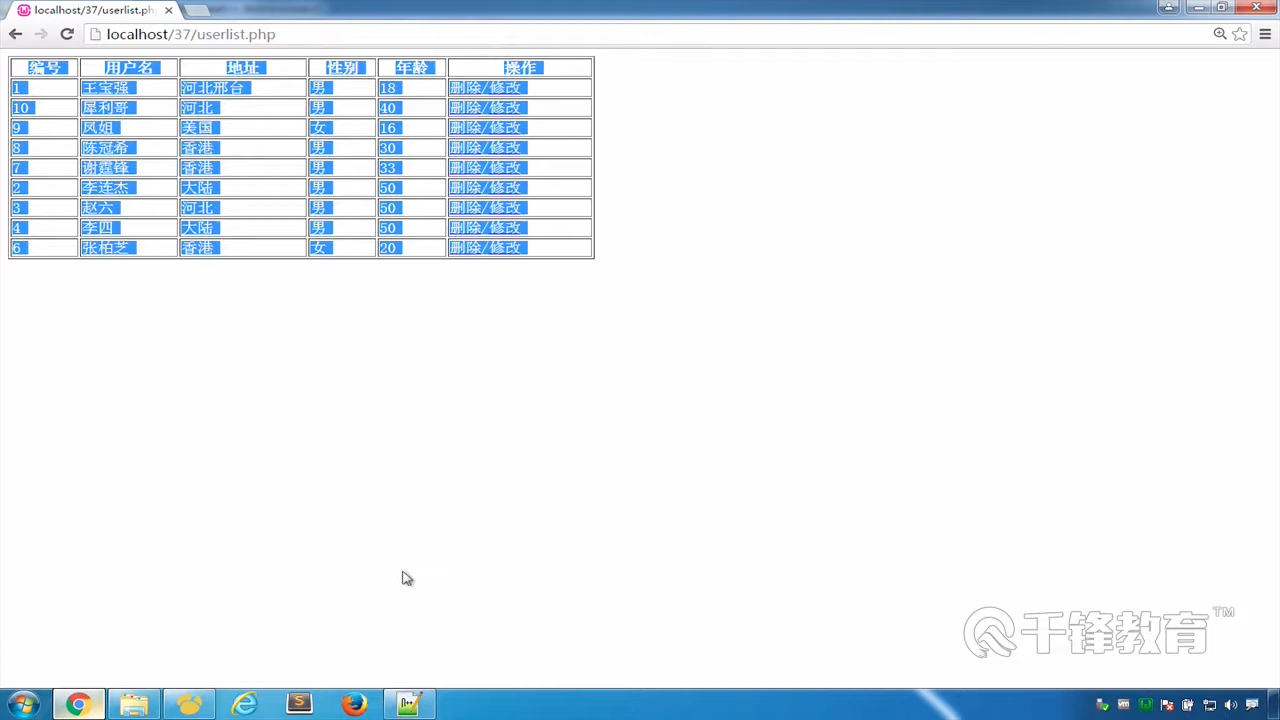 localhost/37/userlist.php
localhost/37/userlist.php
编号 用户名 地址 性别 年龄 操作
1 王宝强 河北邢台 男 18 删除/修改
10 犀利哥 河北 男 40 删除/修改
9 凤姐 美国 女 16 删除/修改
8 陈冠希 香港 男 30 删除/修改
7 谢霆锋 香港 男 33 删除/修改
2 李连杰 大陆 男 50 删除/修改
3 赵六 河北 男 50 删除/修改
4 李四 大陆 男 50 删除/修改
6 张柏芝 香港 女 20 删除/修改
千锋教育™